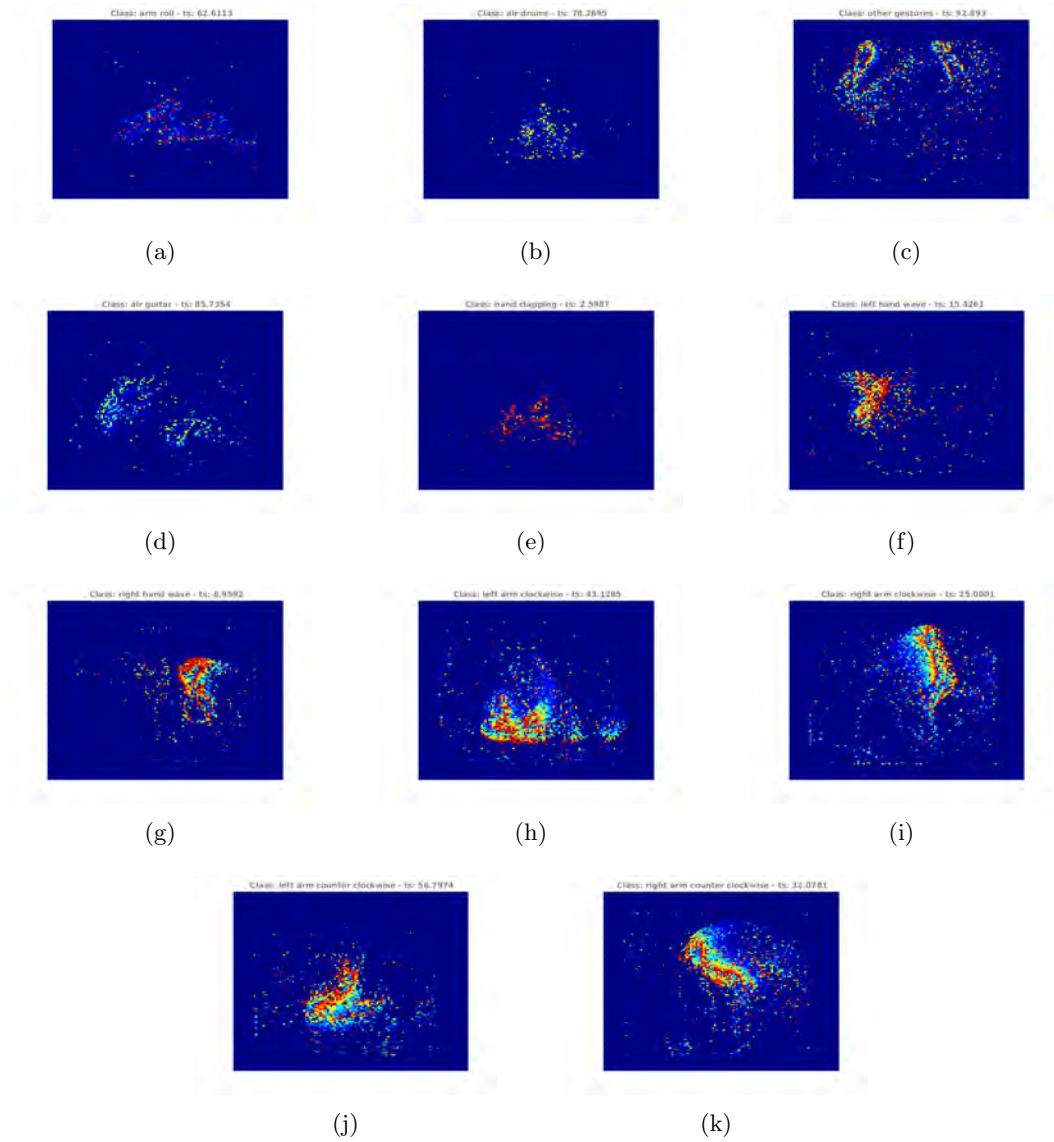 Class: arm roll - ts: 62.6113
Class: air drums - ts: 78.2695
Class: other gestures - ts: 92.893
(a)
(b)
(c)
Class: air guitar - ts: 85.7354
Class: hand clapping - ts: 2.5987
Class: left hand wave - ts: 15.4261
(d)
(e)
(f)
Class: right hand wave - ts:
Class: left arm clockwise - ts: 43.1285
Class: right arm clockwise - ts: 25.0001
(g)
(h)
(i)
Class: left arm counter clockwise - ts: 56.7974
Class: right arm counter clockwise - ts: 32.0781
(j)
(k)